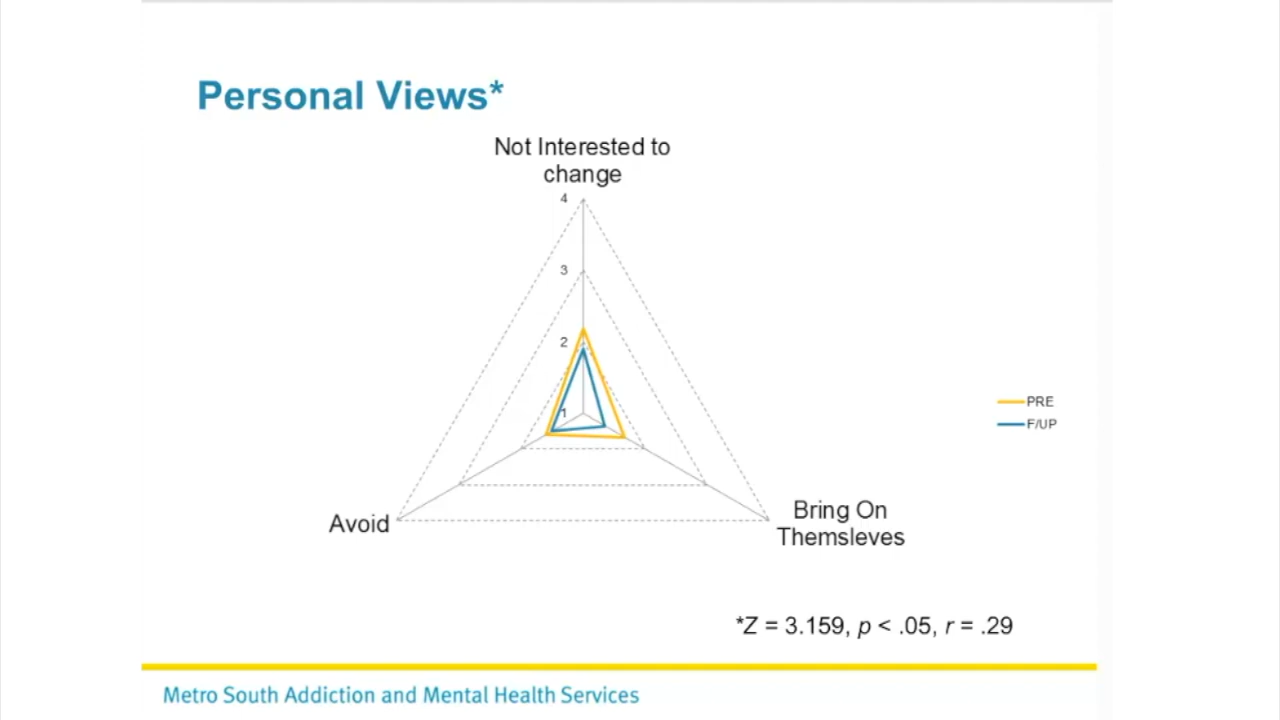 Personal Views*
Not Interested to
change
4
3
2
1
PRE
F/UP
Avoid
Bring On
Themsleves
*Z = 3.159, p < .05, r = .29
Metro South Addiction and Mental Health Services